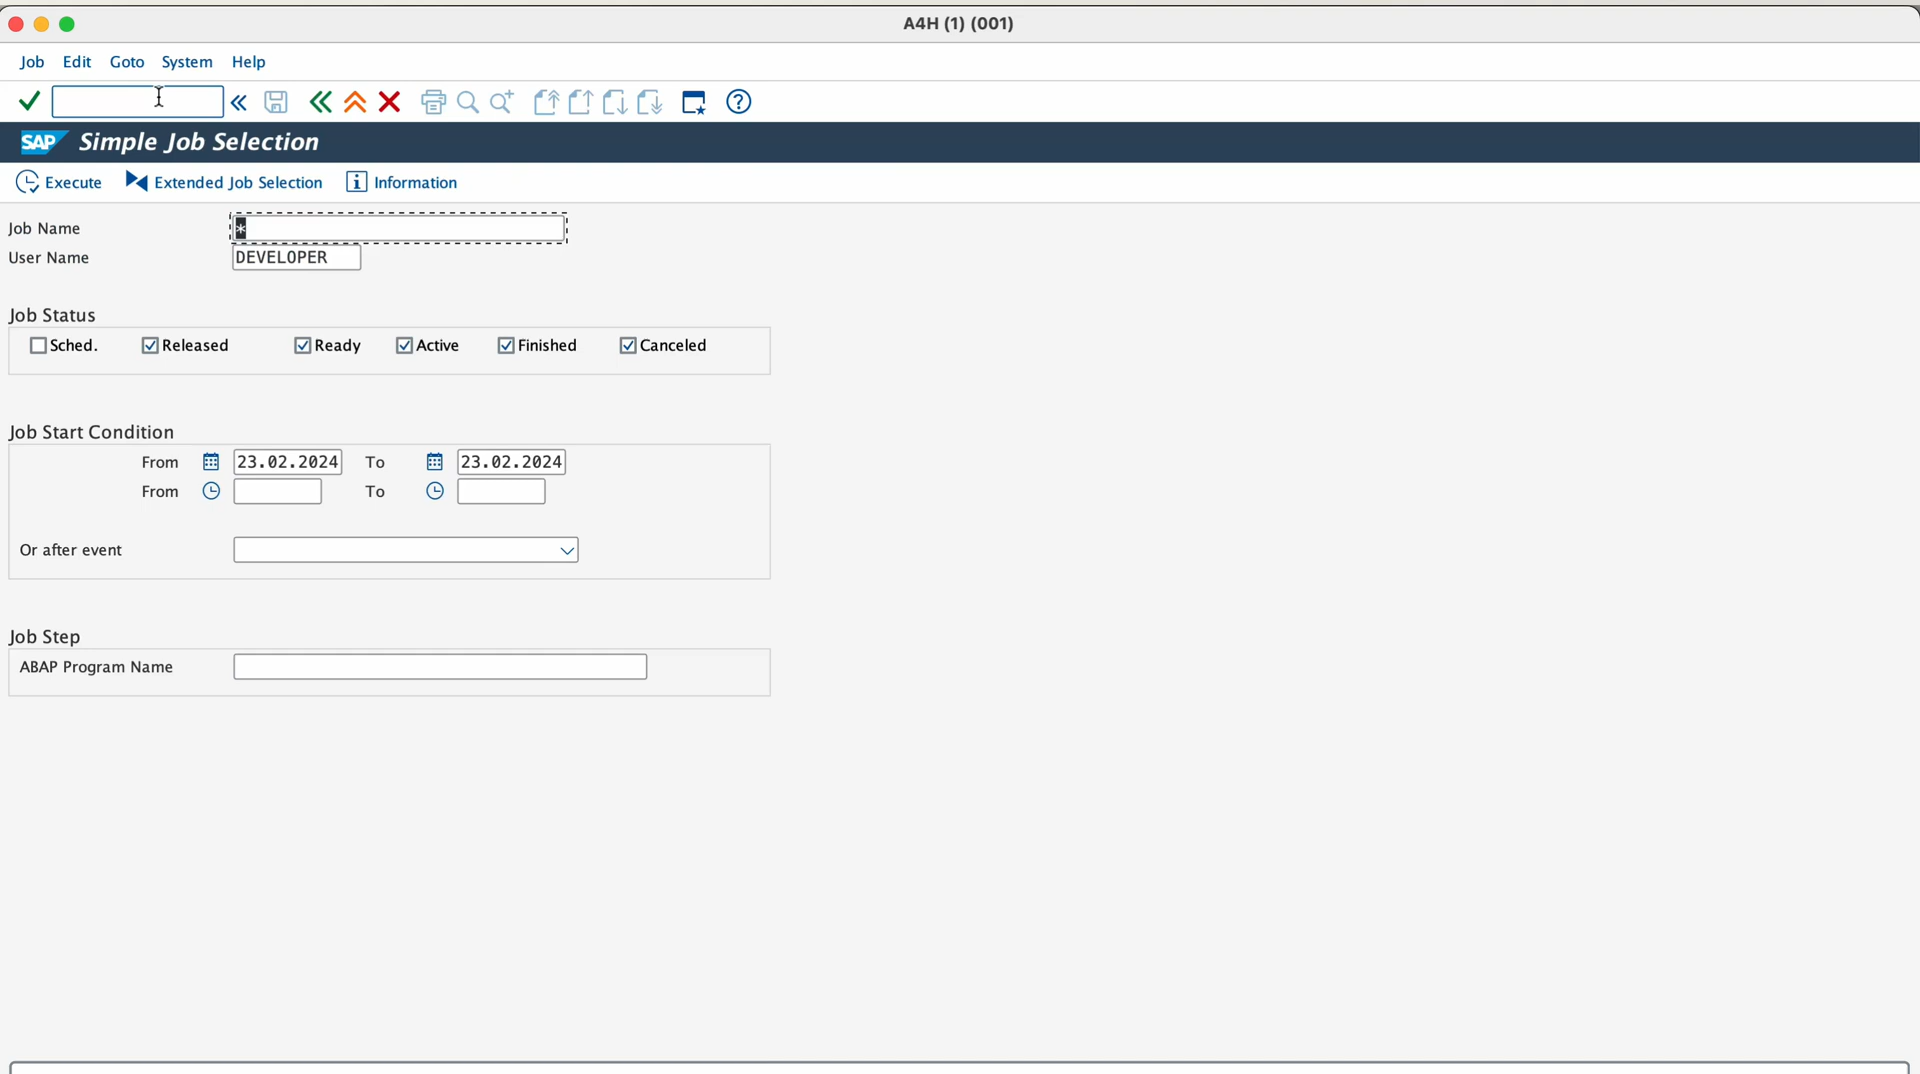 A4H (1) (001)
Job Edit Goto System Help
SAP Simple Job Selection
Execute Extended Job Selection Information
Job Name *
User Name DEVELOPER
Job Status
Sched. Released Ready Active Finished Canceled
Job Start Condition
From 23.02.2024 To 23.02.2024
From To
Or after event
Job Step
ABAP Program Name